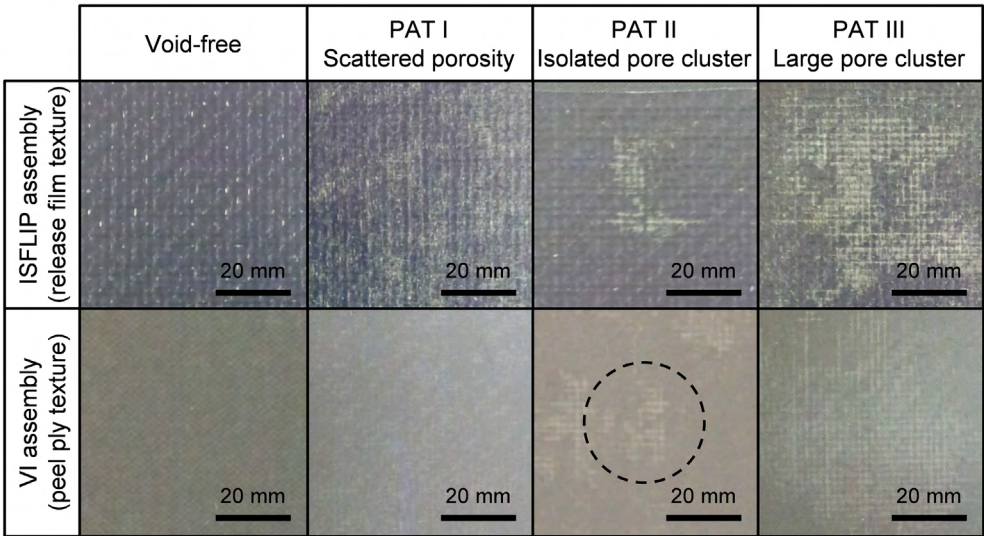 Void-free
PAT I
Scattered porosity
PAT II
Isolated pore cluster
PAT III
Large pore cluster
ISFLIP assembly
(release film texture)
20 mm
20 mm
20 mm
20 mm
VI assembly
(peel ply texture)
20 mm
20 mm
20 mm
20 mm